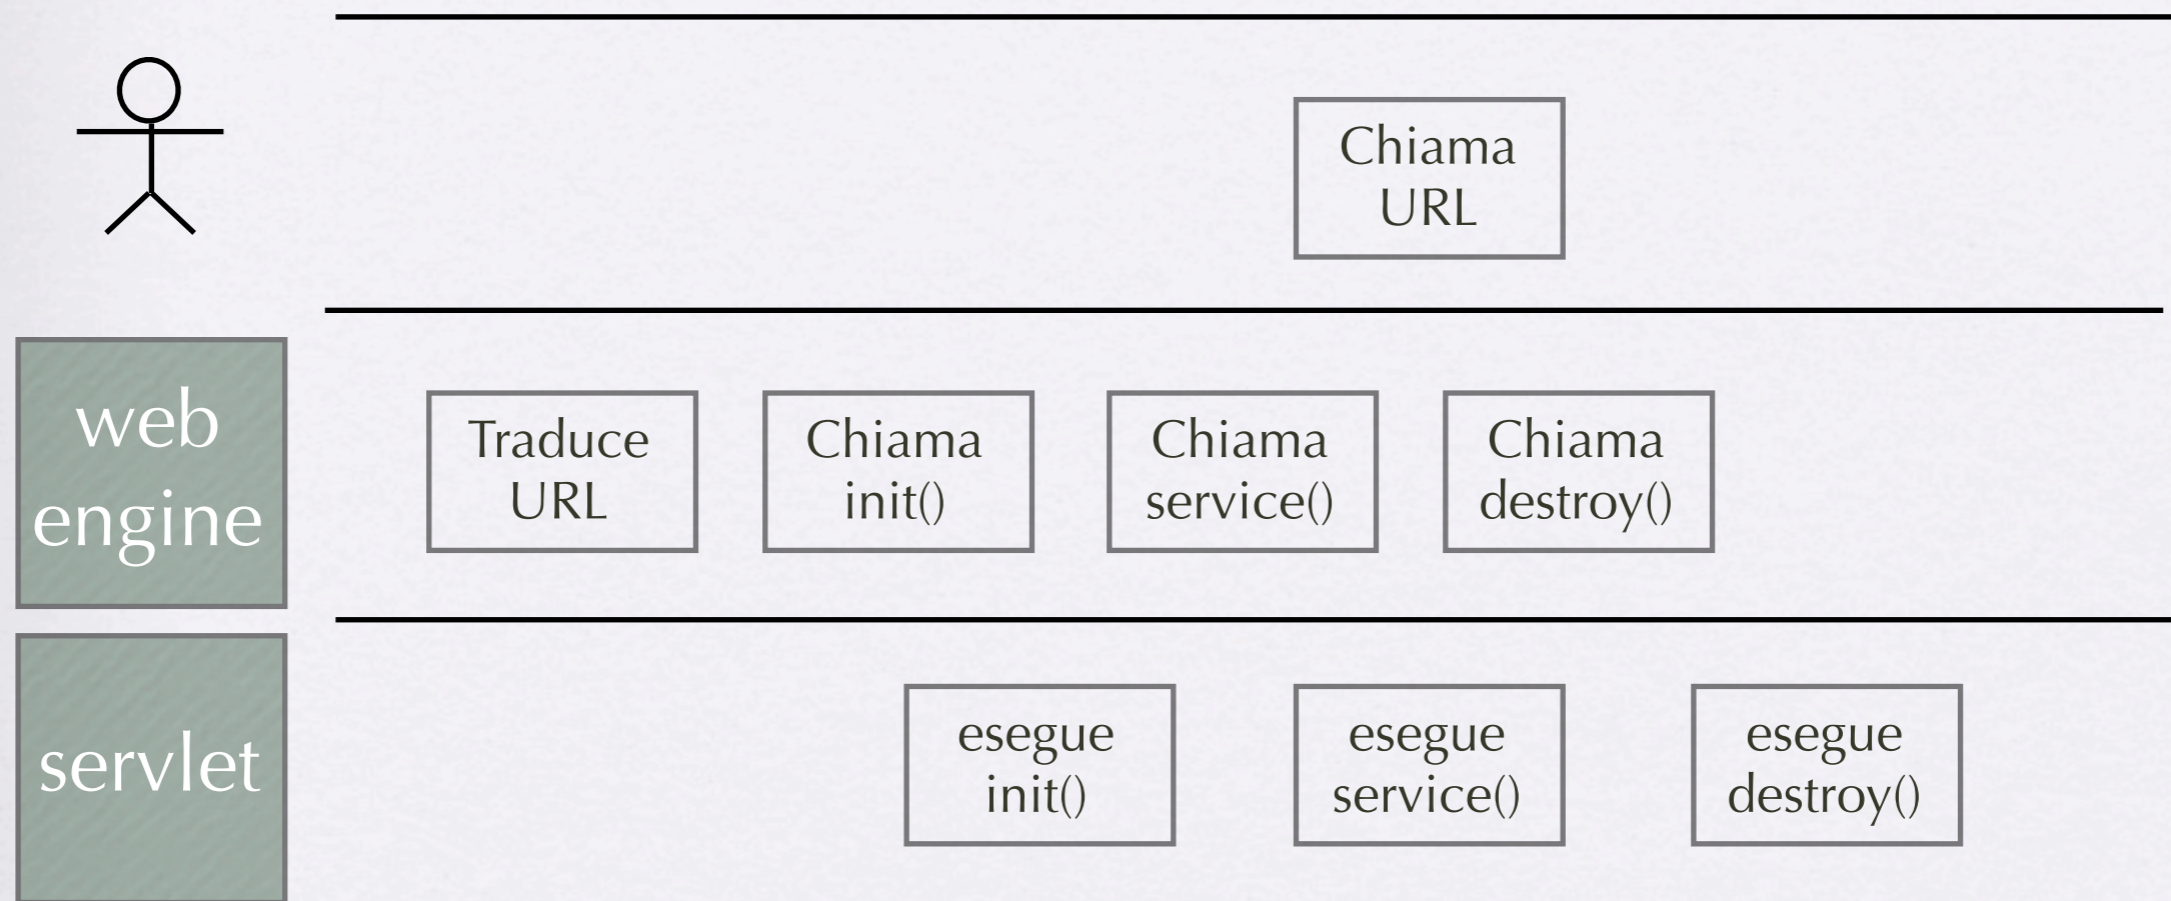 Chiama
URL
web
engine
Traduce
URL
Chiama
init()
Chiama
service()
Chiama
destroy()
servlet
esegue
init()
esegue
service()
esegue
destroy()